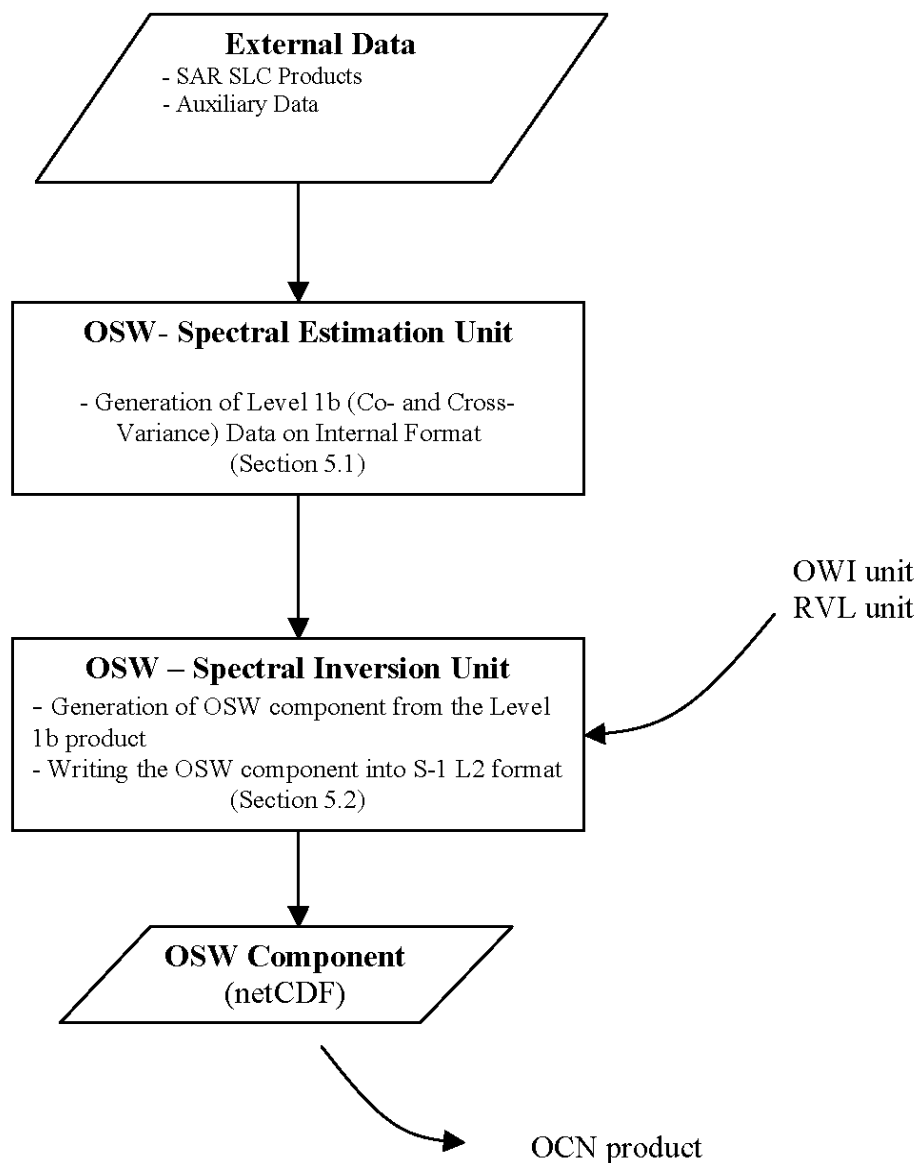 External Data
- SAR SLC Products
- Auxiliary Data
OSW- Spectral Estimation Unit
- Generation of Level 1b (Co- and Cross-
Variance) Data on Internal Format
(Section 5.1)
OWI unit
RVL unit
OSW – Spectral Inversion Unit
- Generation of OSW component from the Level
1b product
- Writing the OSW component into S-1 L2 format
(Section 5.2)
OSW Component
(netCDF)
OCN product